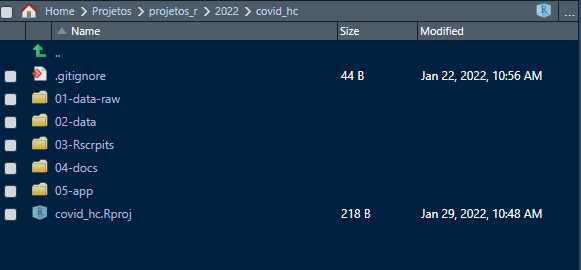 Home Projetos projetos_r 2022 covid_hc R ...
Name Size Modified
..
.gitignore 44 B Jan 22, 2022, 10:56 AM
01-data-raw
02-data
03-Rscrpits
04-docs
05-app
R covid_hc.Rproj 218 B Jan 29, 2022, 10:48 AM